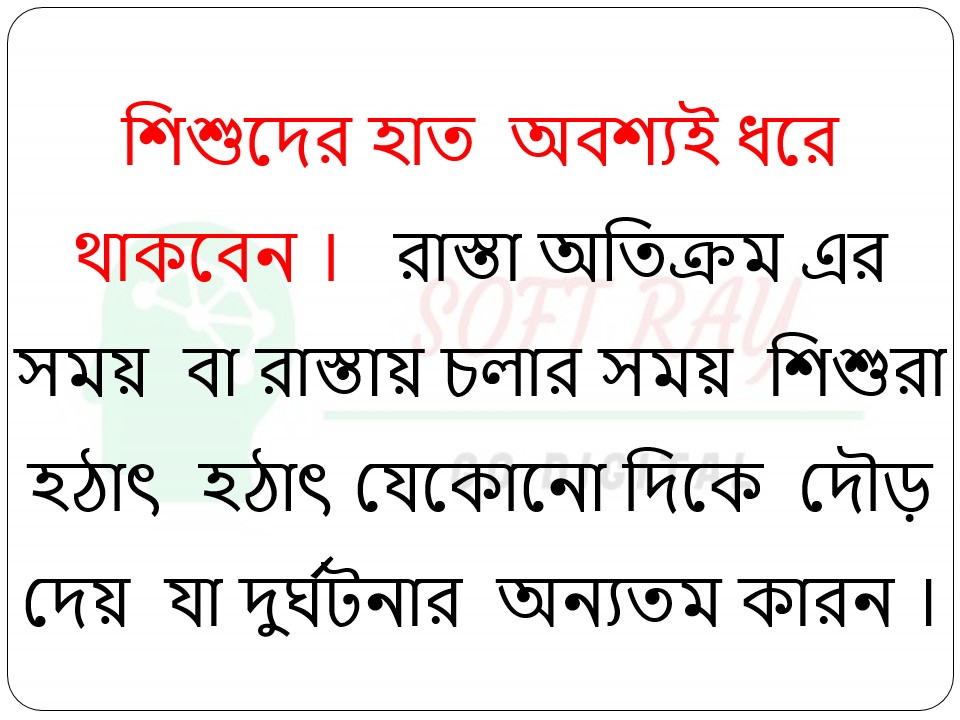 শিশুদের হাত অবশ্যই ধরে
থাকবেন । রাস্তা অতিক্রম এর
সময় বা রাস্তায় চলার সময় শিশুরা
হঠাৎ হঠাৎ যেকোনো দিকে দৌড়
দেয় যা দুর্ঘটনার অন্যতম কারন ।
SOFT RAY
GO DIGITAL